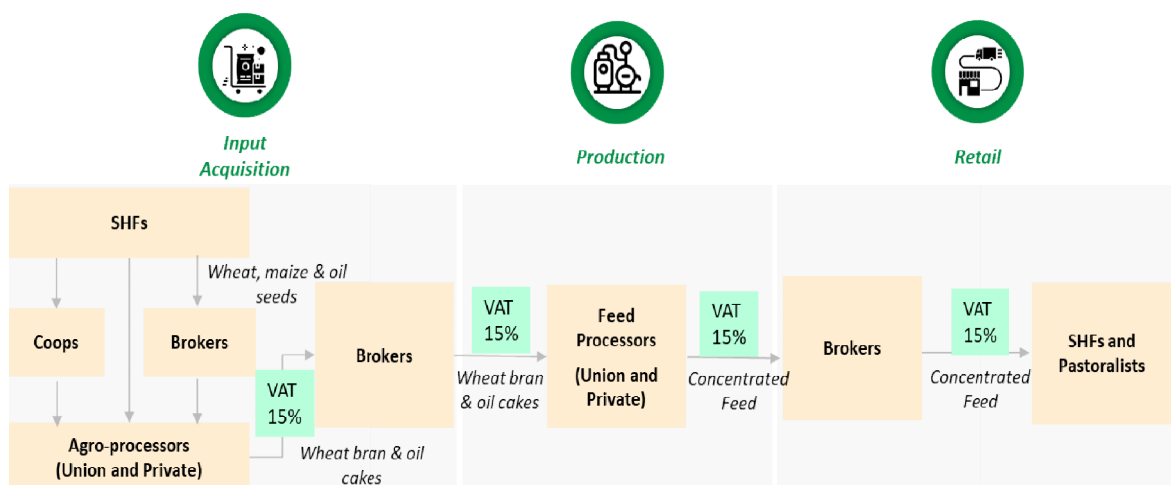 Input
Acquisition
Production
Retail
SHFs
Wheat, maize & oil
seeds
Coops
Brokers
VAT
15%
Agro-processors
(Union and Private)
Wheat bran & oil
cakes
Brokers
VAT
15%
Wheat bran
& oil cakes
Feed
Processors
(Union and
Private)
VAT
15%
Concentrated
Feed
Brokers
VAT
15%
Concentrated
Feed
SHFs and
Pastoralists